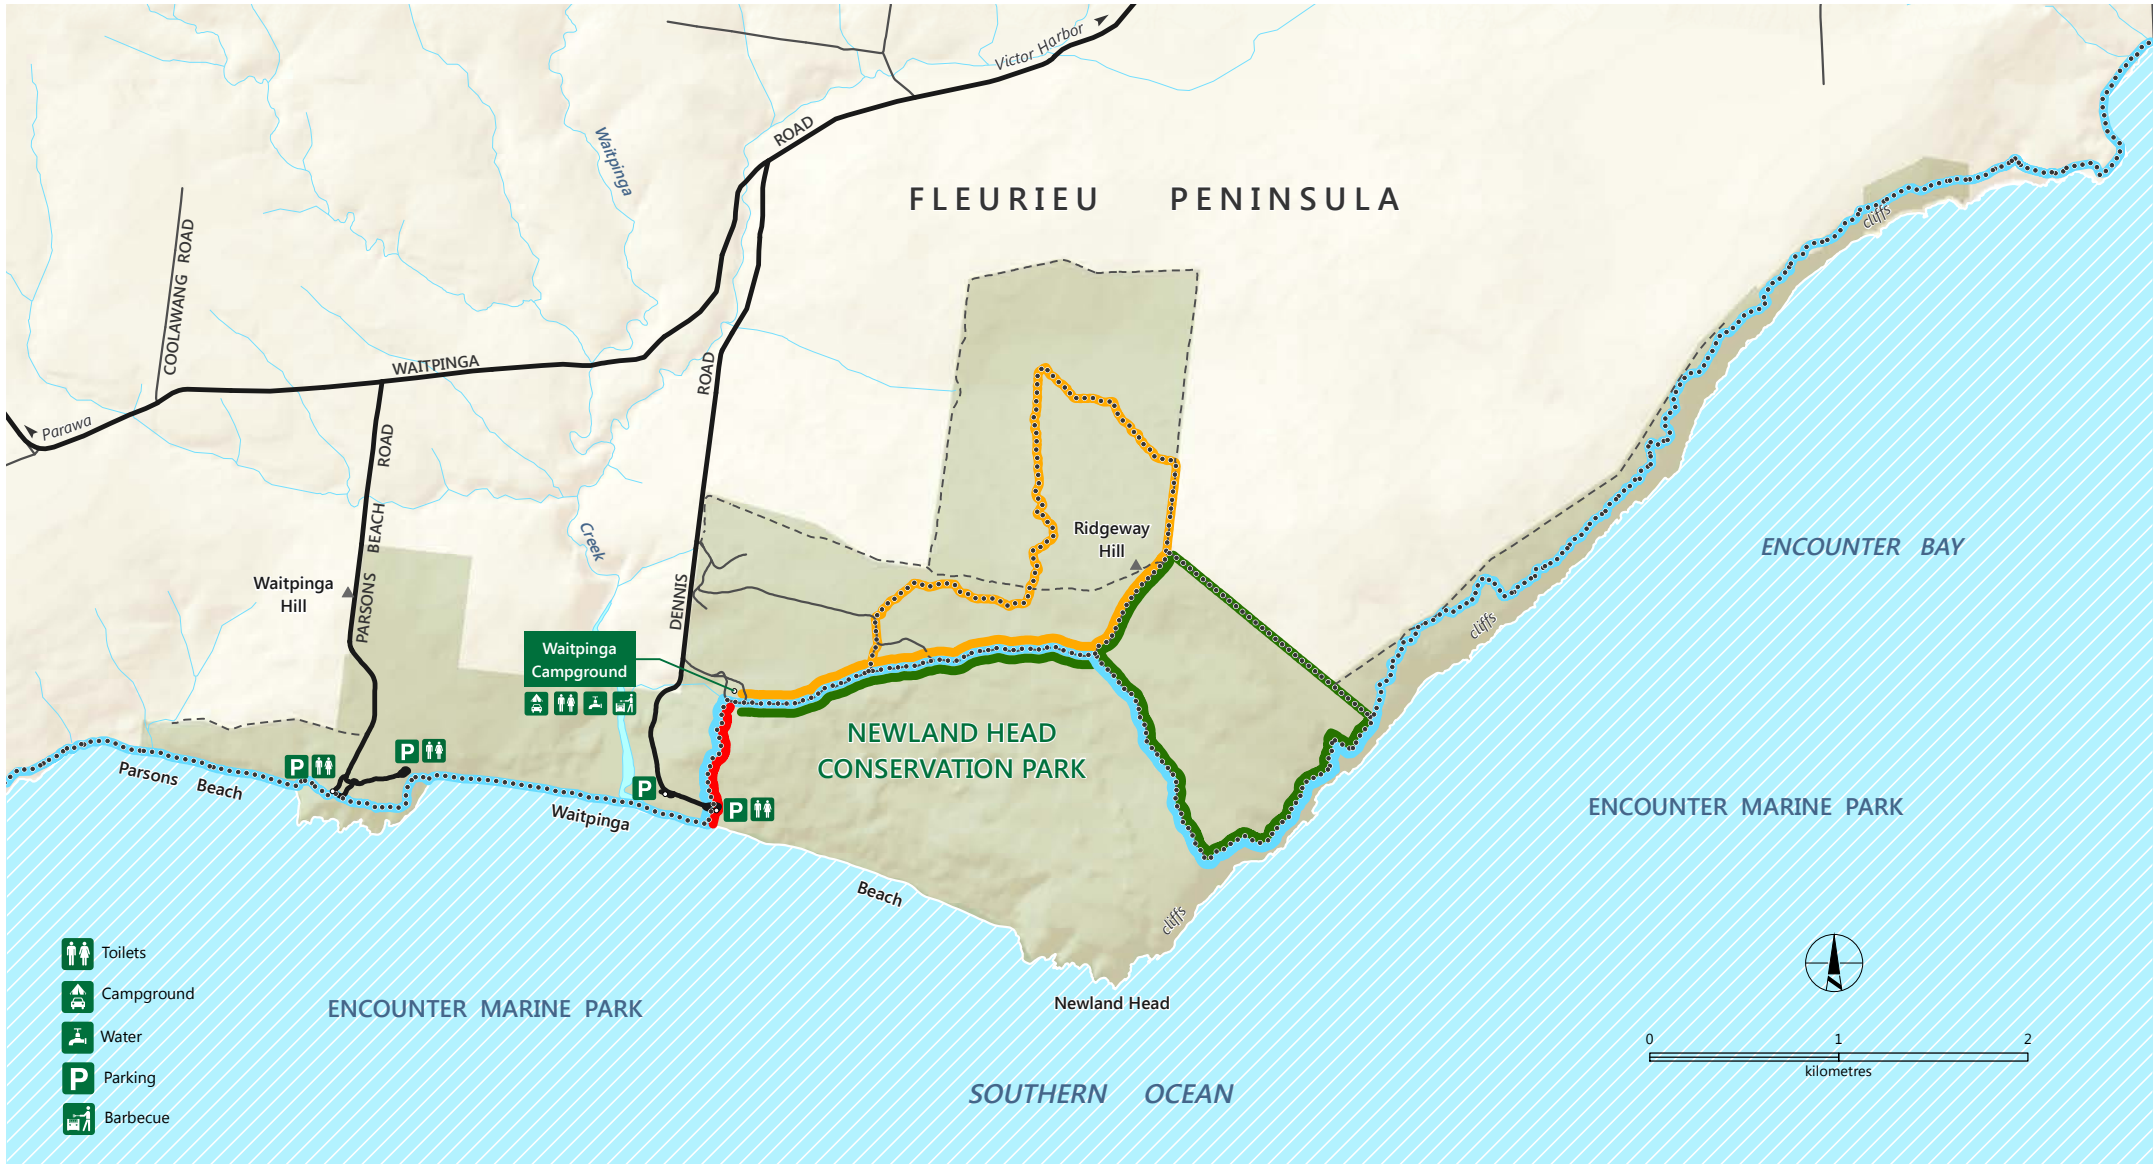 Victor Harbor
ROAD
Waitpinga
FLEURIEU PENINSULA
COOLAWANG ROAD
cliffs
WAITPINGA
ROAD
Parawa
ROAD
BEACH
PARSONS
Creek
DENNIS
Ridgeway
Hill
ENCOUNTER BAY
Waitpinga
Hill
cliffs
Waitpinga
Campground
NEWLAND HEAD
CONSERVATION PARK
P
P
P
P
Parsons Beach
Waitpinga
Beach
ENCOUNTER MARINE PARK
cliffs
Newland Head
ENCOUNTER MARINE PARK
SOUTHERN OCEAN
Toilets
Campground
Water
P Parking
Barbecue
0 1 2
kilometres